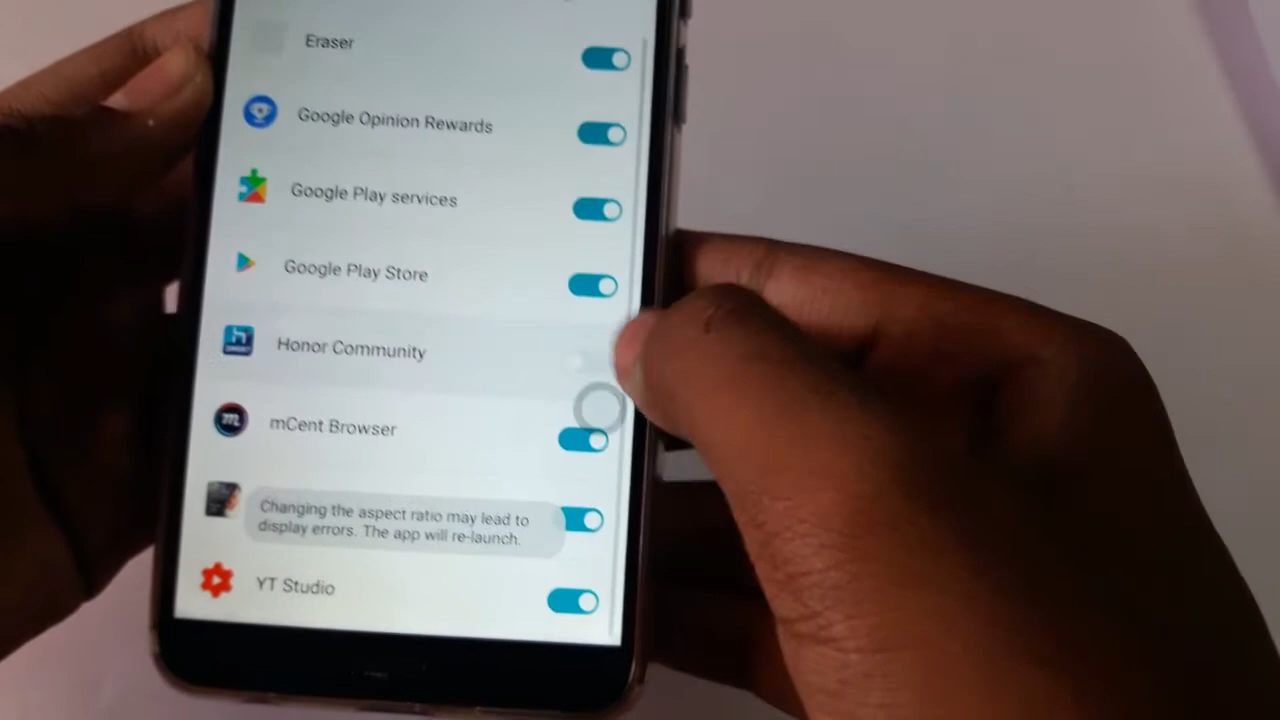 Eraser
Google Opinion Rewards
Google Play services
Google Play Store
Honor Community
mCent Browser
Changing the aspect ratio may lead to
display errors. The app will re-launch.
YT Studio